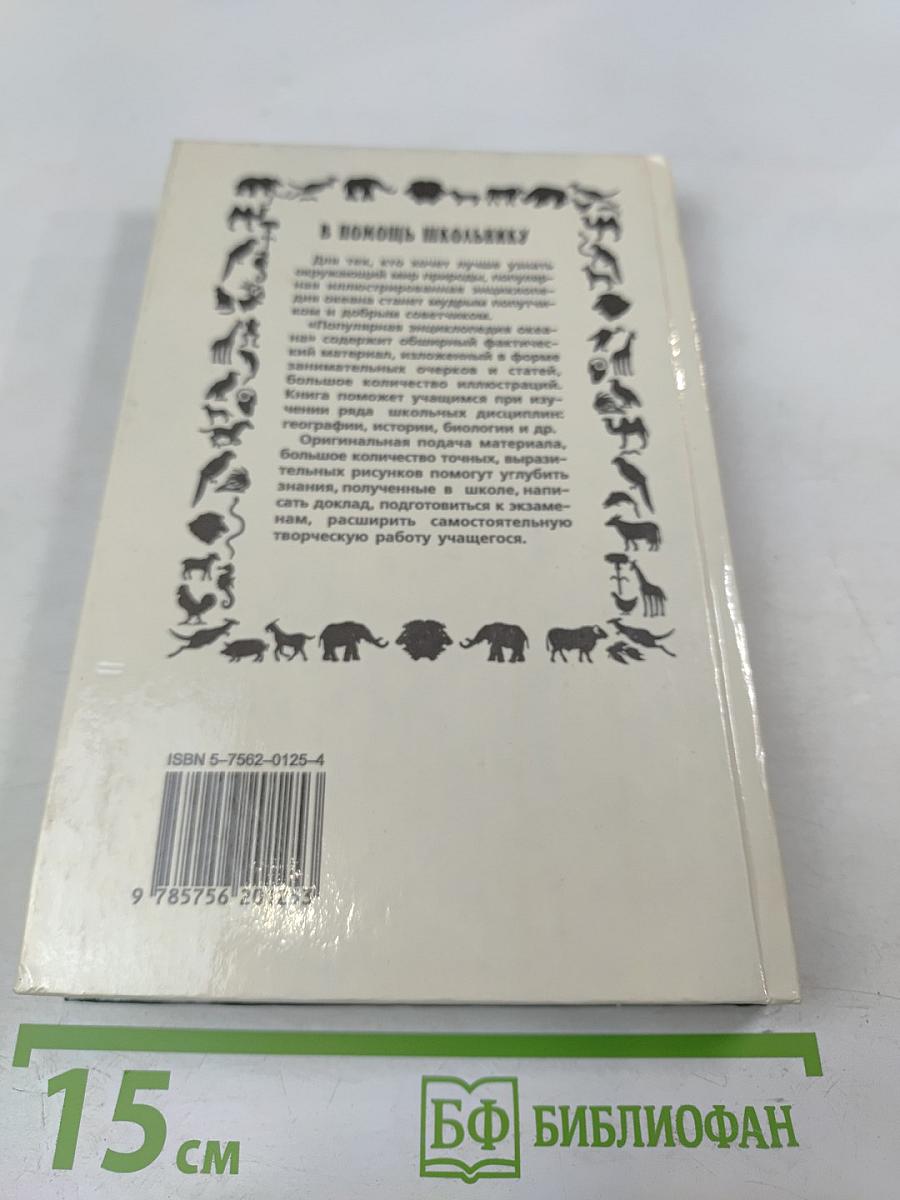 В ПОМОЩЬ ШКОЛЬНИКУ
Для тех, кто хочет лучше узнать
окружающий мир природы, популяр-
ная иллюстрированная энциклопе-
дия океана станет мудрым попутчи-
ком и добрым советчиком.
«Популярная энциклопедия океа-
на» содержит обширный фактичес-
кий материал, изложенный в форме
занимательных очерков и статей,
большое количество иллюстраций.
Книга поможет учащимся при изу-
чении ряда школьных дисциплин:
географии, истории, биологии и др.
Оригинальная подача материала,
большое количество точных, вырази-
тельных рисунков помогут углубить
знания, полученные в школе, напи-
сать доклад, подготовиться к экзаме-
нам, расширить самостоятельную
творческую работу учащегося.
ISBN 5-7562-0125-4
9 785756 201253
15 см
БФ БИБЛИОФАН